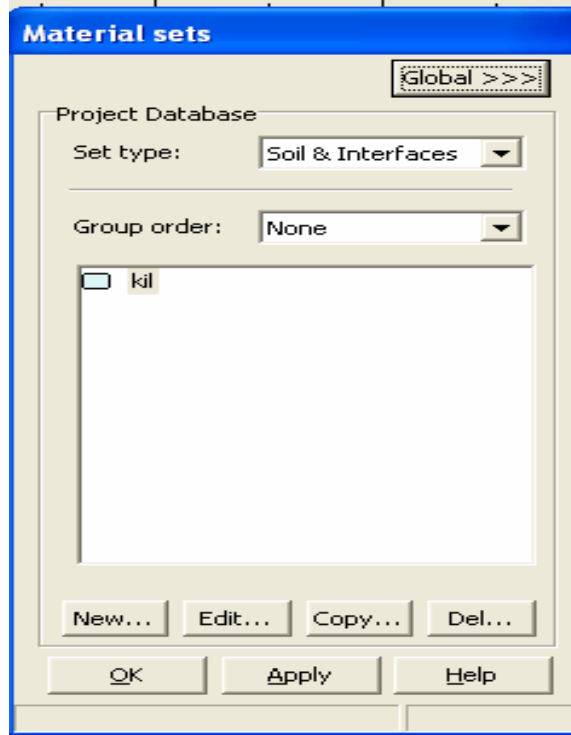 Material sets
Global >>>
Project Database
Set type: Soil & Interfaces
Group order: None
kil
New... Edit... Copy... Del...
OK Apply Help